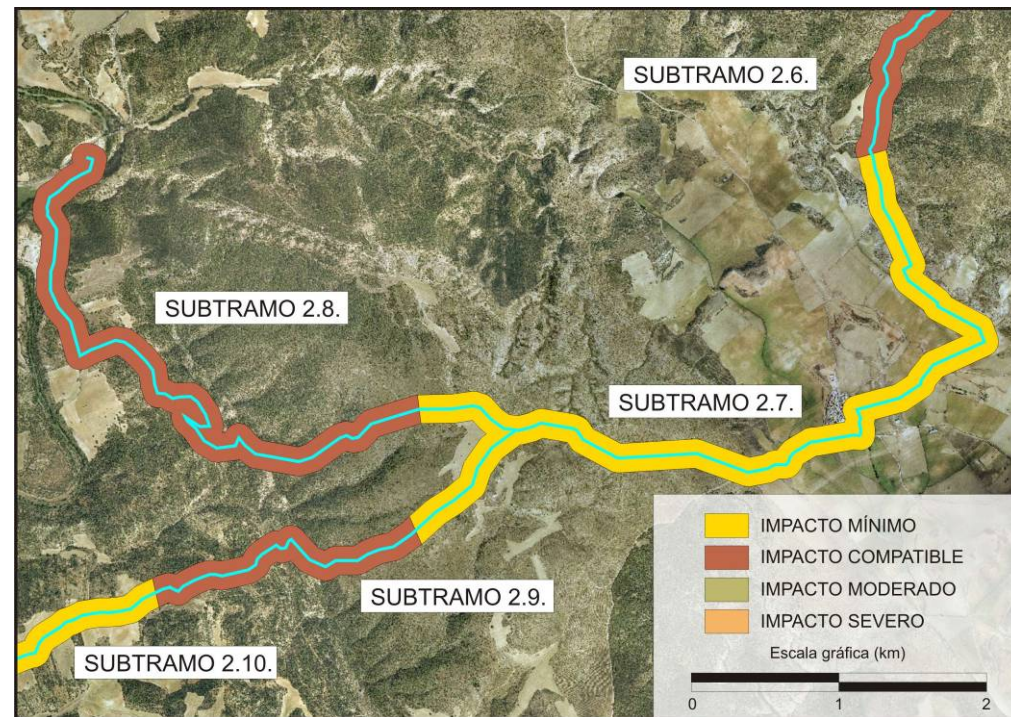 SUBTRAMO 2.6.
SUBTRAMO 2.8.
SUBTRAMO 2.7.
SUBTRAMO 2.9.
SUBTRAMO 2.10.
IMPACTO MÍNIMO
IMPACTO COMPATIBLE
IMPACTO MODERADO
IMPACTO SEVERO
Escala gráfica (km)
0 1 2